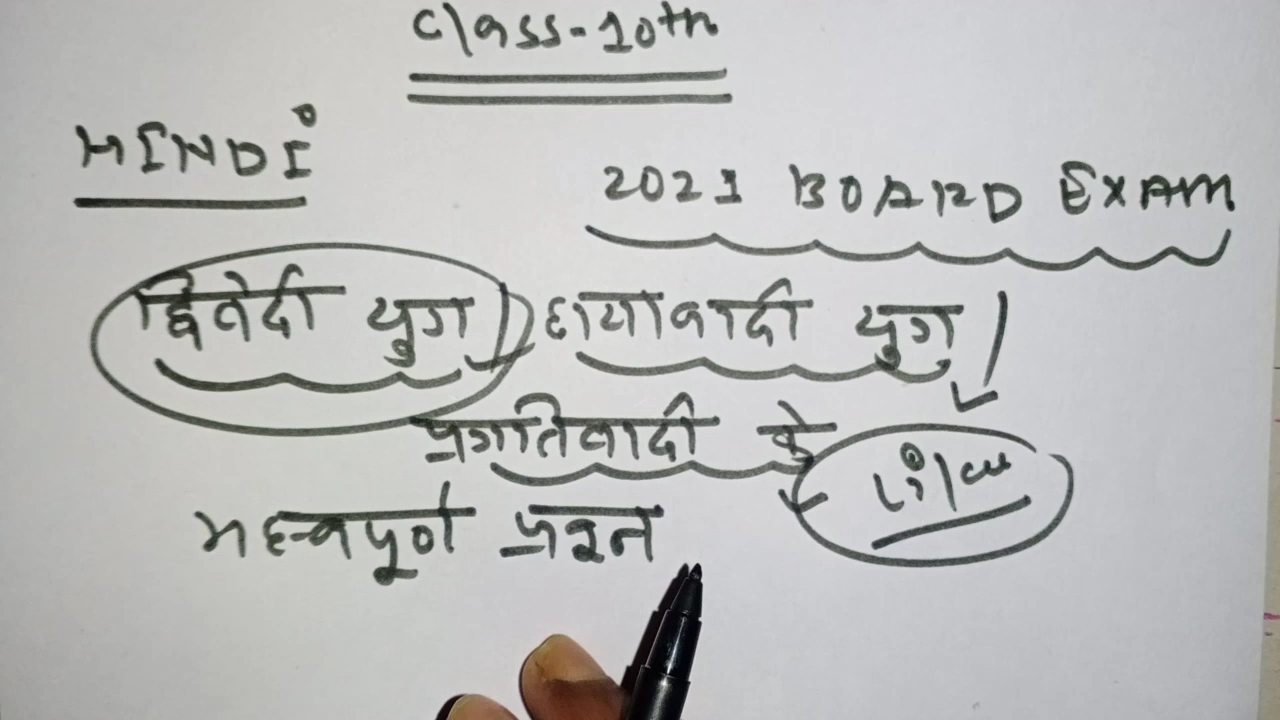 Class-10th
HINDI
2021 BOARD EXAM
द्विवेदी युग / छायावादी युग /
प्रगतिवादी के
महत्वपूर्ण प्रश्न